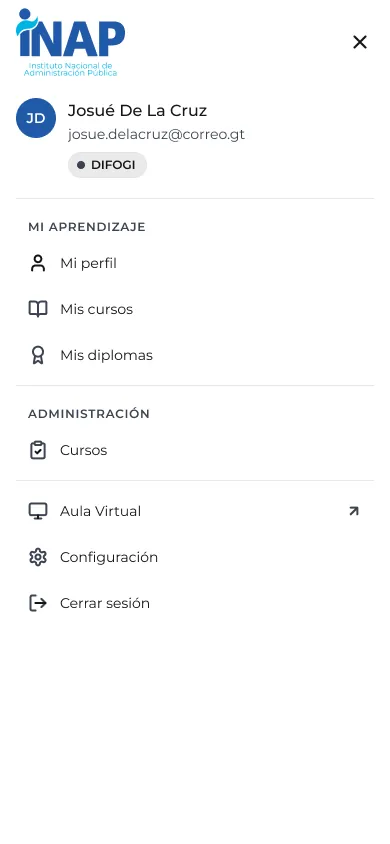 INAP
Instituto Nacional de
Administración Pública
JD
Josué De La Cruz
josue.delacruz@correo.gt
DIFOGI
MI APRENDIZAJE
Mi perfil
Mis cursos
Mis diplomas
ADMINISTRACIÓN
Cursos
Aula Virtual
Configuración
Cerrar sesión